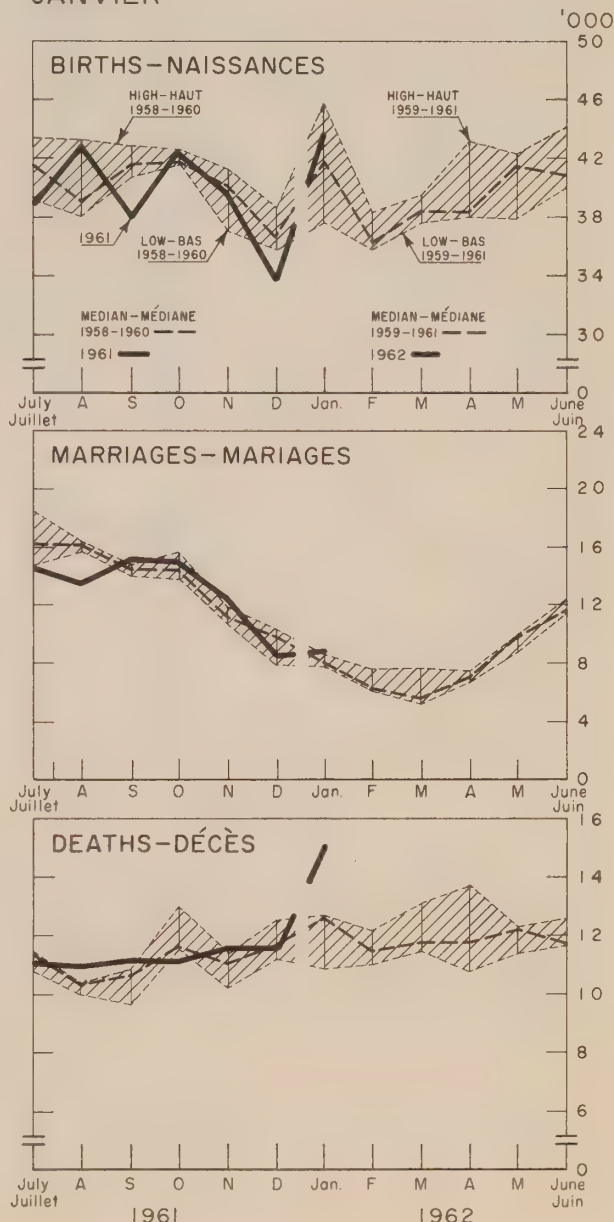 JANVIER
'000
50
BIRTHS–NAISSANCES
HIGH–HAUT
1958–1960
HIGH–HAUT
1959–1961
46
42
38
1961
LOW–BAS
1958–1960
LOW–BAS
1959–1961
34
MEDIAN–MÉDIANE
1958–1960
1961
MEDIAN–MÉDIANE
1959–1961
1962
30
0
July A S O N D Jan. F M A M June
Juillet Juin
24
MARRIAGES–MARIAGES
20
16
12
8
4
0
July A S O N D Jan. F M A M June
Juillet Juin
16
DEATHS–DÉCÈS
14
12
10
8
6
0
July A S O N D Jan. F M A M June
Juillet Juin
1961 1962